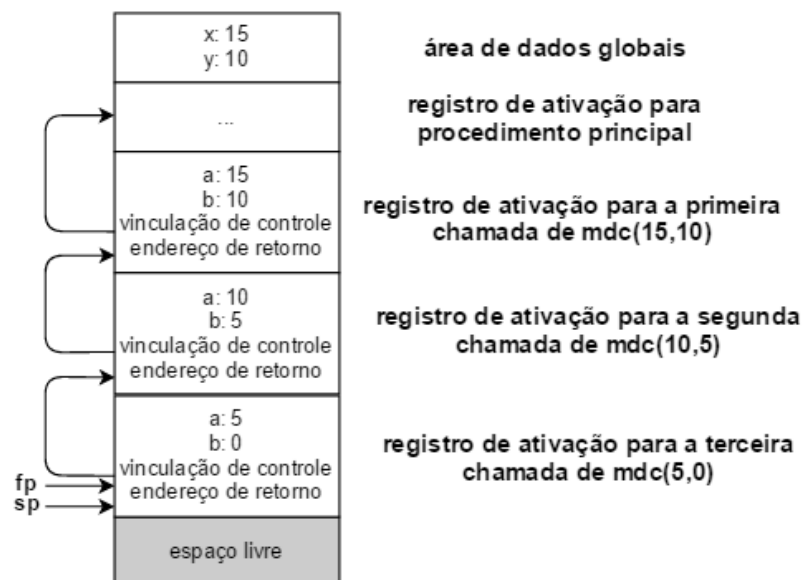 x: 15
y: 10
área de dados globais
...
registro de ativação para
procedimento principal
a: 15
b: 10
vinculação de controle
endereço de retorno
registro de ativação para a primeira
chamada de mdc(15,10)
a: 10
b: 5
vinculação de controle
endereço de retorno
registro de ativação para a segunda
chamada de mdc(10,5)
a: 5
b: 0
vinculação de controle
endereço de retorno
registro de ativação para a terceira
chamada de mdc(5,0)
fp
sp
espaço livre